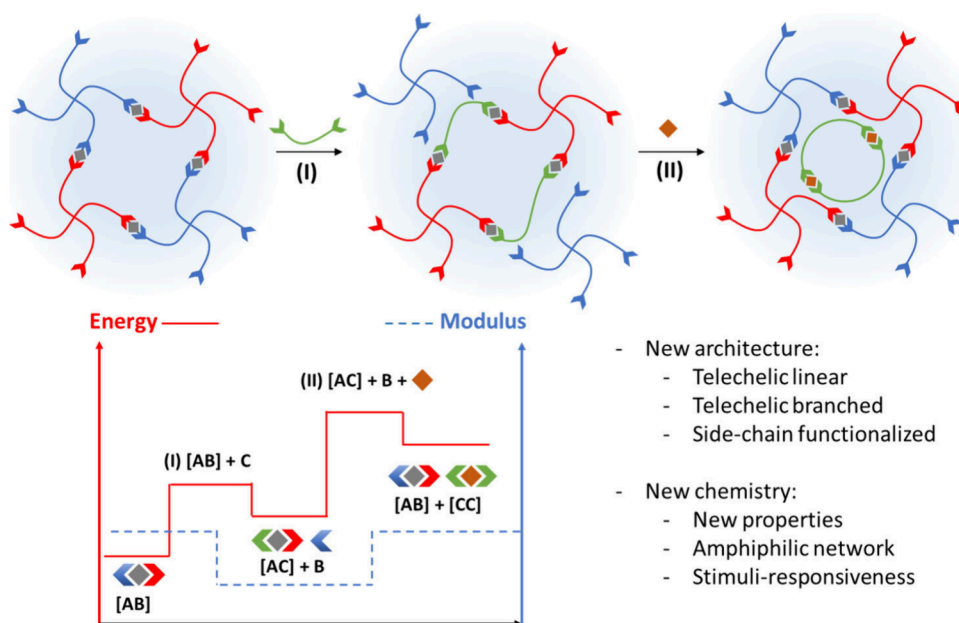 (I)
(II)
Energy
Modulus
(II) [AC] + B +
(I) [AB] + C
[AB] + [CC]
[AC] + B
[AB]
- New architecture:
- Telechelic linear
- Telechelic branched
- Side-chain functionalized
- New chemistry:
- New properties
- Amphiphilic network
- Stimuli-responsiveness